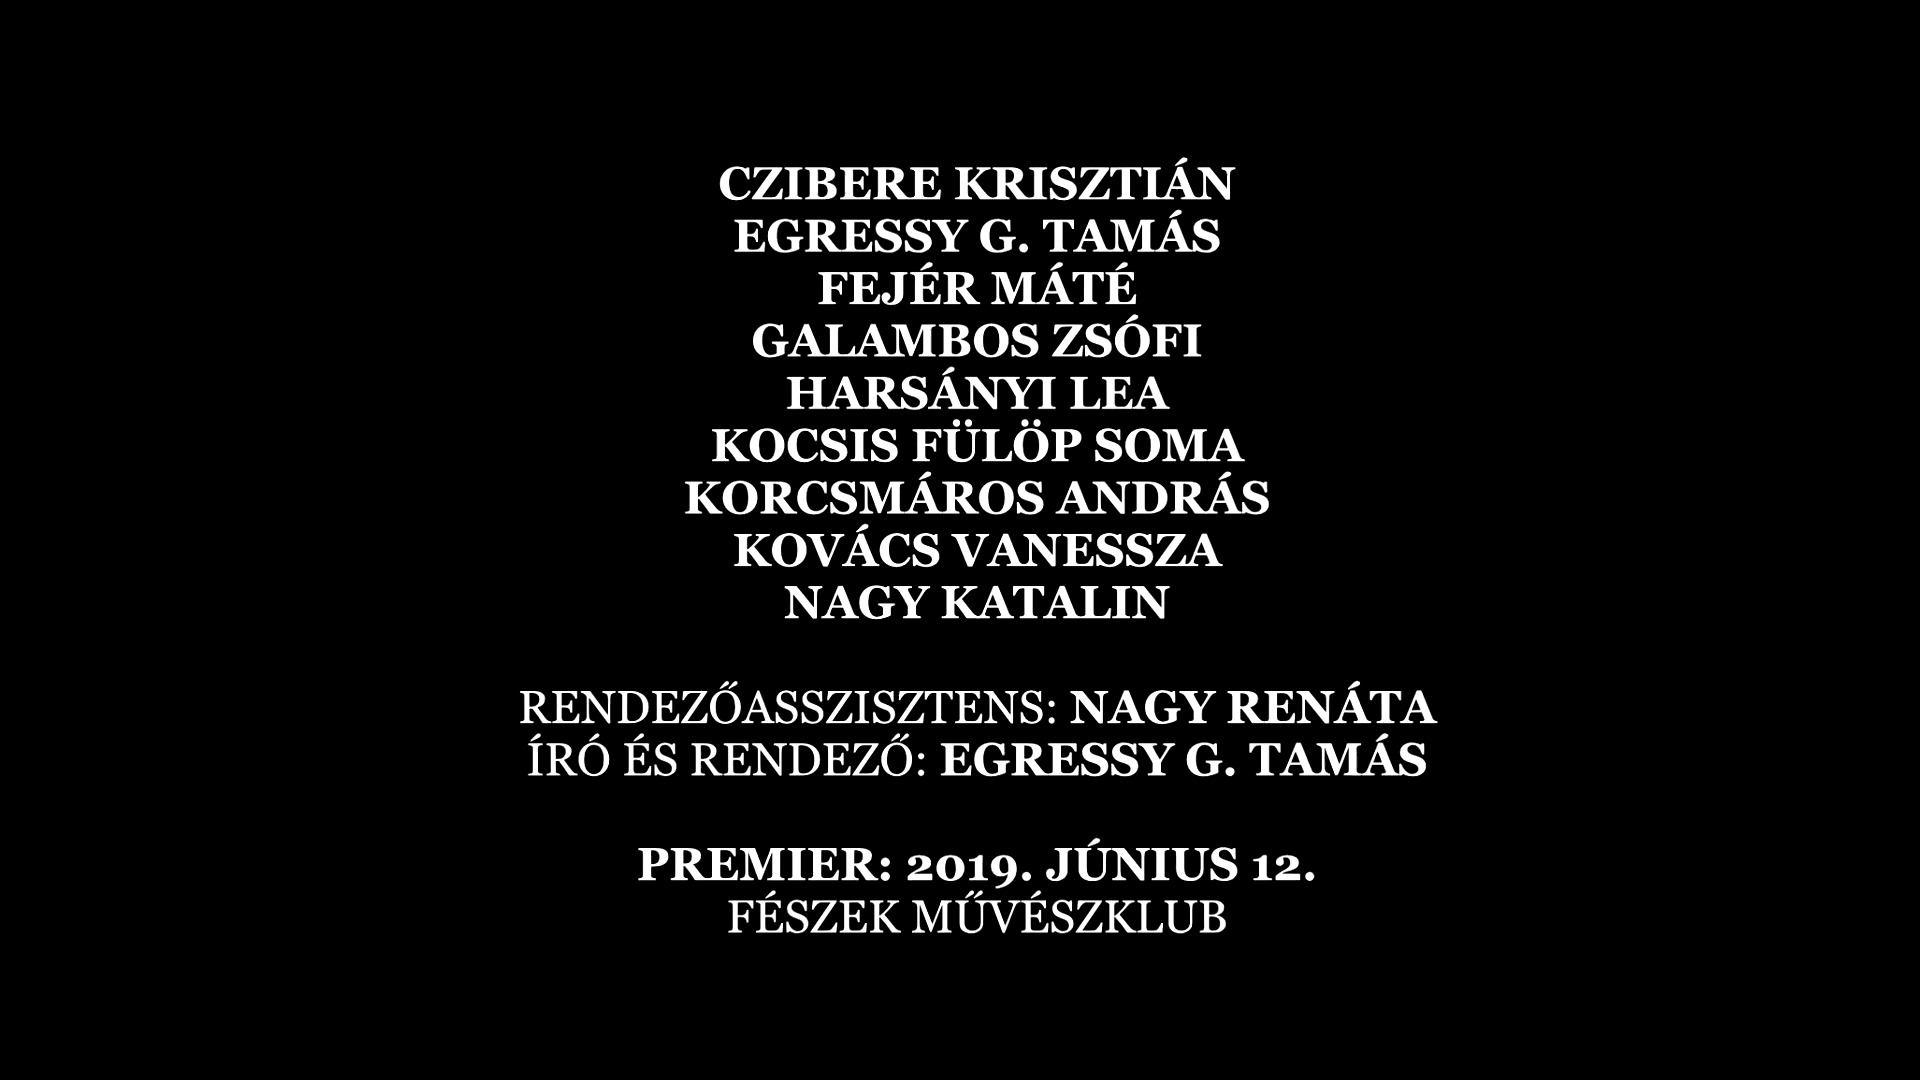 CZIBERE KRISZTIÁN
EGRESSY G. TAMÁS
FEJÉR MÁTÉ
GALAMBOS ZSÓFI
HARSÁNYI LEA
KOCSIS FÜLÖP SOMA
KORCSMÁROS ANDRÁS
KOVÁCS VANESSZA
NAGY KATALIN
RENDEZŐASSZISZTENS: NAGY RENÁTA
ÍRÓ ÉS RENDEZŐ: EGRESSY G. TAMÁS
PREMIER: 2019. JÚNIUS 12.
FÉSZEK MŰVÉSZKLUB